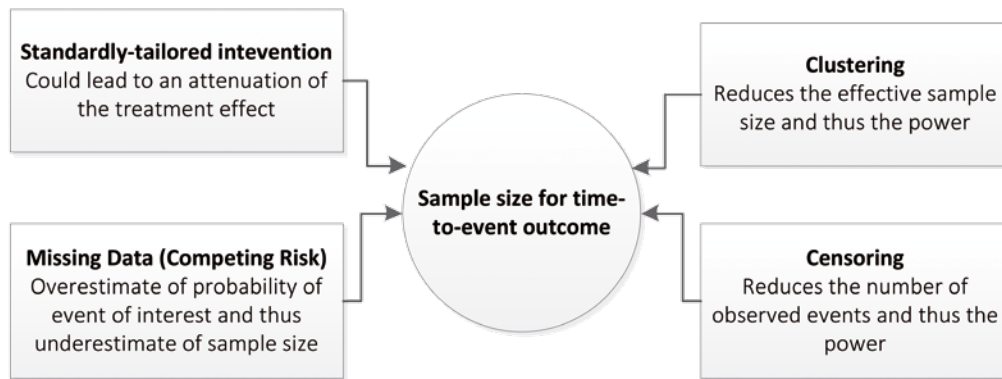 Standardly-tailored intevention
Could lead to an attenuation of
the treatment effect
Clustering
Reduces the effective sample
size and thus the power
Sample size for time-
to-event outcome
Missing Data (Competing Risk)
Overestimate of probability of
event of interest and thus
underestimate of sample size
Censoring
Reduces the number of
observed events and thus the
power